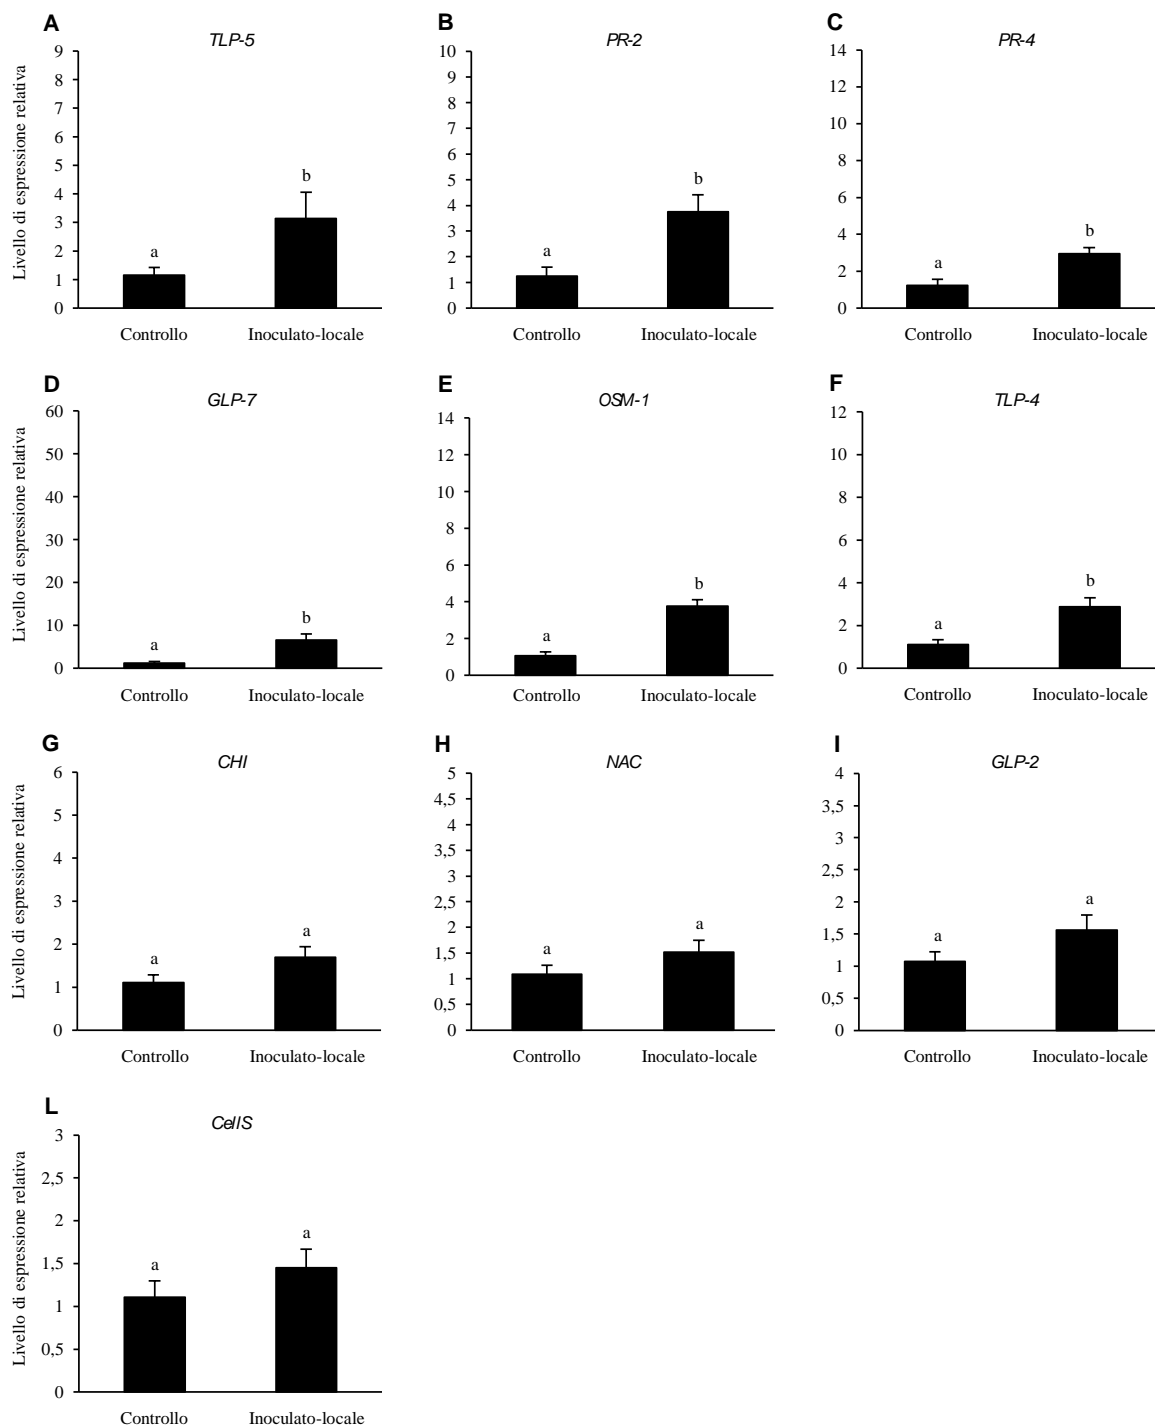 A
TLP-5
Livello di espressione relativa
9
8
7
6
5
4
3
2
1
0
a
b
Controllo
Inoculato-locale
B
PR-2
10
9
8
7
6
5
4
3
2
1
0
a
b
Controllo
Inoculato-locale
C
PR-4
14
12
10
8
6
4
2
0
a
b
Controllo
Inoculato-locale
D
GLP-7
Livello di espressione relativa
60
50
40
30
20
10
0
a
b
Controllo
Inoculato-locale
E
OSM-1
14
12
10
8
6
4
2
0
a
b
Controllo
Inoculato-locale
F
TLP-4
12
10
8
6
4
2
0
a
b
Controllo
Inoculato-locale
G
CHI
Livello di espressione relativa
6
5
4
3
2
1
0
a
a
Controllo
Inoculato-locale
H
NAC
5
4,5
4
3,5
3
2,5
2
1,5
1
0,5
0
a
a
Controllo
Inoculato-locale
I
GLP-2
4
3,5
3
2,5
2
1,5
1
0,5
0
a
a
Controllo
Inoculato-locale
L
CellS
Livello di espressione relativa
3
2,5
2
1,5
1
0,5
0
a
a
Controllo
Inoculato-locale